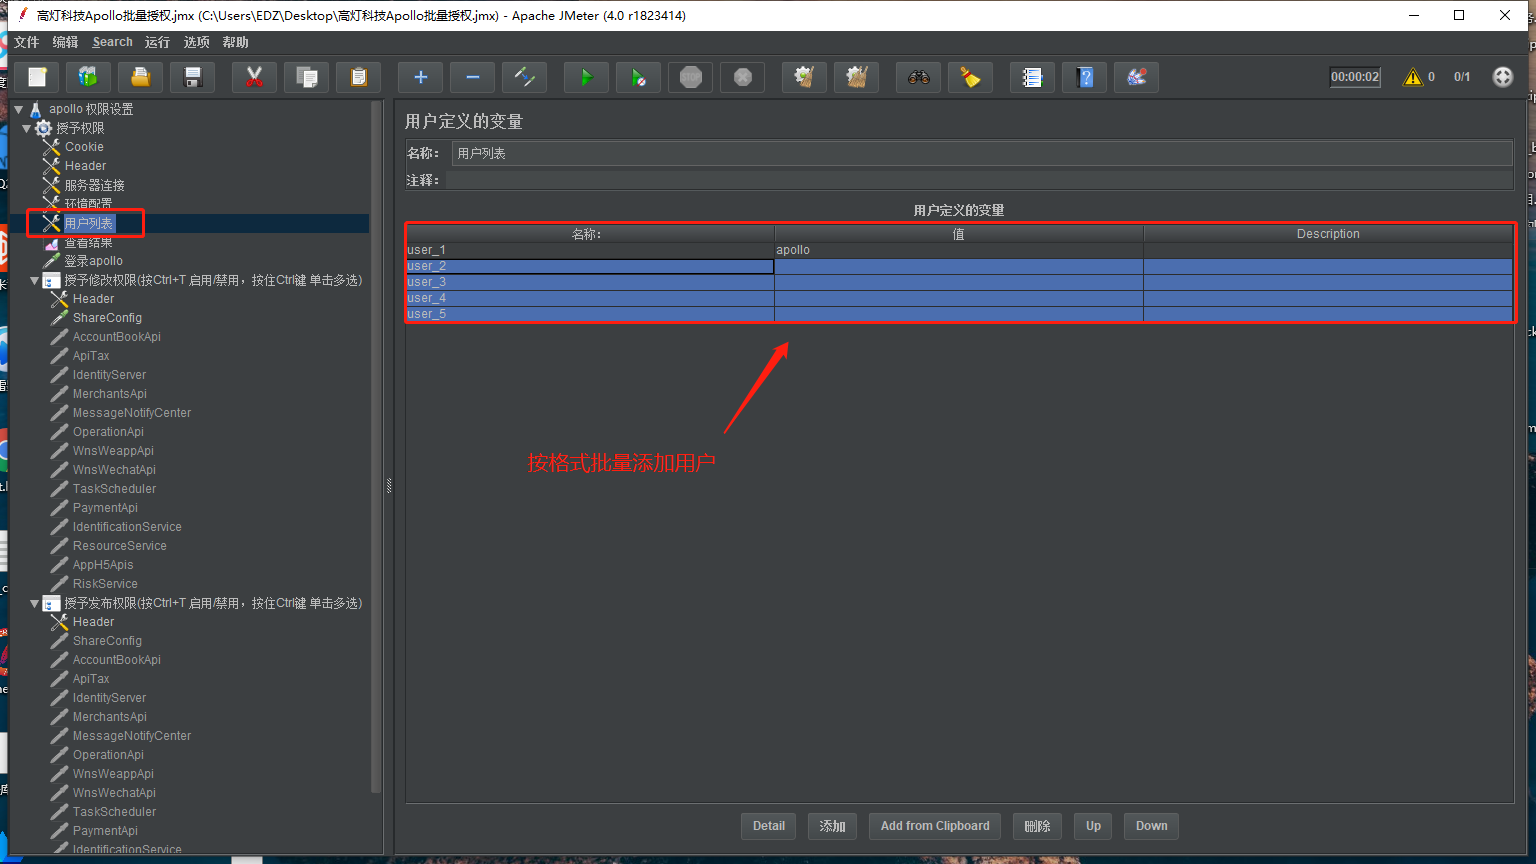 高灯科技Apollo批量授权.jmx (C:\Users\EDZ\Desktop\高灯科技Apollo批量授权.jmx) - Apache JMeter (4.0 r1823414)
文件 编辑 Search 运行 选项 帮助
STOP
00:00:02
0
0/1
apollo 权限设置
授予权限
Cookie
Header
服务器连接
环境配置
用户列表
查看结果
登录apollo
授予修改权限(按Ctrl+T 启用/禁用，按住Ctrl键 单击多选)
Header
ShareConfig
AccountBookApi
ApiTax
IdentityServer
MerchantsApi
MessageNotifyCenter
OperationApi
WnsWeappApi
WnsWechatApi
TaskScheduler
PaymentApi
IdentificationService
ResourceService
AppH5Apis
RiskService
授予发布权限(按Ctrl+T 启用/禁用，按住Ctrl键 单击多选)
Header
ShareConfig
AccountBookApi
ApiTax
IdentityServer
MerchantsApi
MessageNotifyCenter
OperationApi
WnsWeappApi
WnsWechatApi
TaskScheduler
PaymentApi
IdentificationService
用户定义的变量
名称： 用户列表
注释：
用户定义的变量
名称: 值 Description
user_1 apollo
user_2
user_3
user_4
user_5
按格式批量添加用户
Detail 添加 Add from Clipboard 删除 Up Down